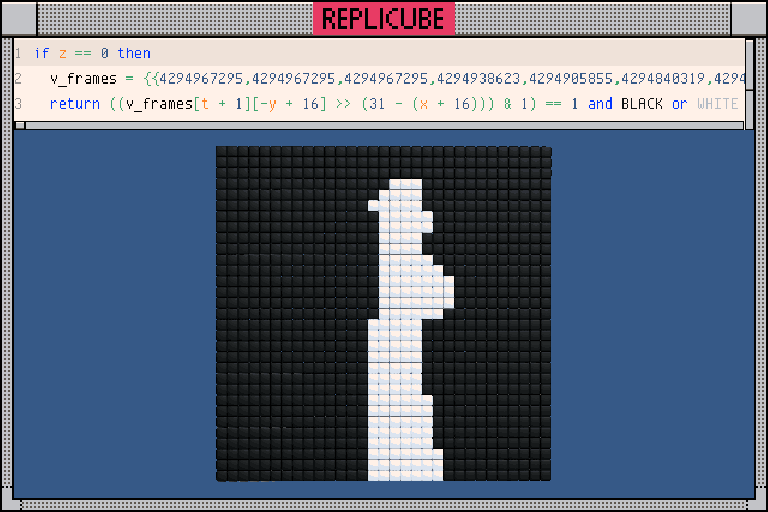 REPLICUBE
1 if z == 0 then
2 v_frames = {{4294967295,4294967295,4294967295,4294938623,4294905855,4294840319,4294
3 return ((v_frames[t + 1][-y + 16] >> (31 - (x + 16))) & 1) == 1 and BLACK or WHITE